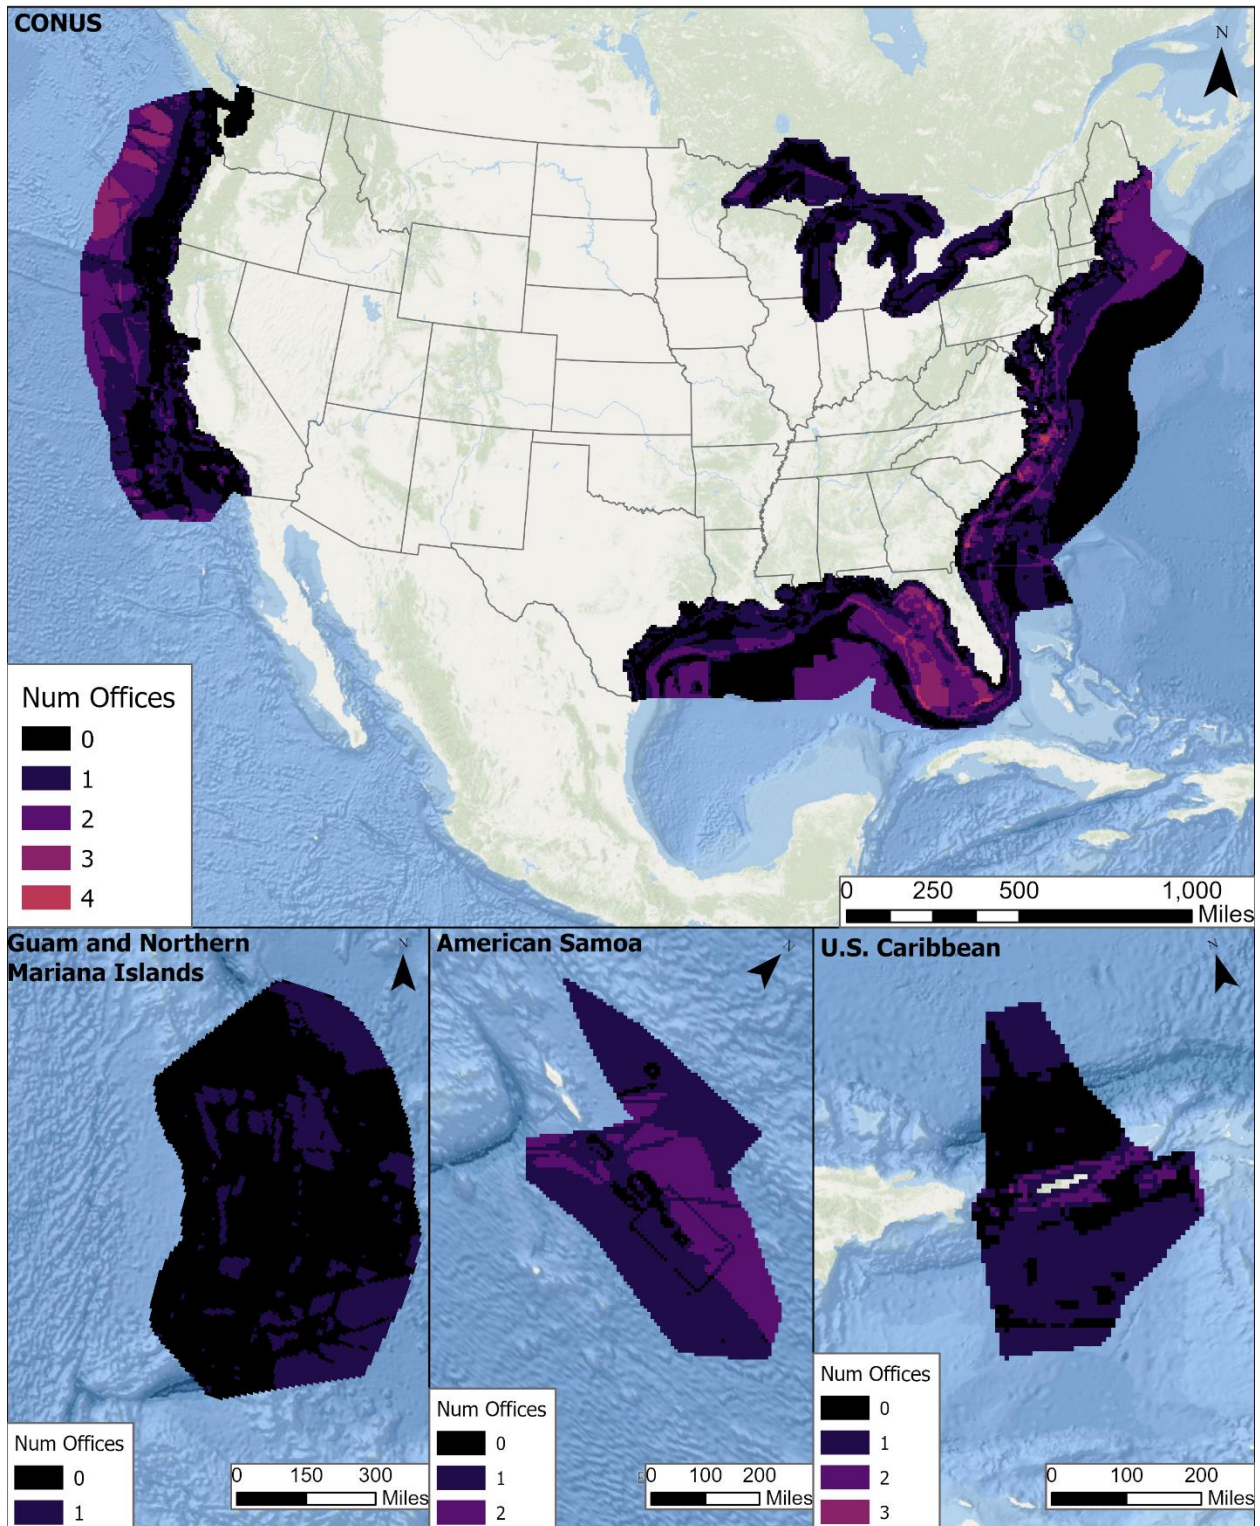 CONUS
N
Num Offices
0
1
2
3
4
0 250 500 1,000
Miles
Guam and Northern
Mariana Islands
N
Num Offices
0
1
0 150 300
Miles
American Samoa
N
Num Offices
0
1
2
0 100 200
Miles
U.S. Caribbean
N
Num Offices
0
1
2
3
0 100 200
Miles